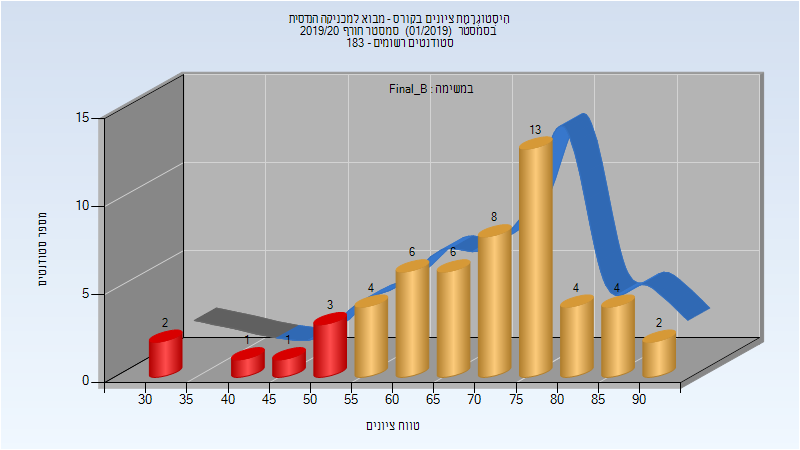 היסטוגרמת ציונים בקורס - מבוא למכניקה הנדסית
בסמסטר (01/2019) סמסטר חורף 2019/20
סטודנטים רשומים - 183
במשימה : Final_B
מספר סטודנטים
15
10
5
0
2
1
1
3
4
6
6
8
13
4
4
2
30 35 40 45 50 55 60 65 70 75 80 85 90
טווח ציונים